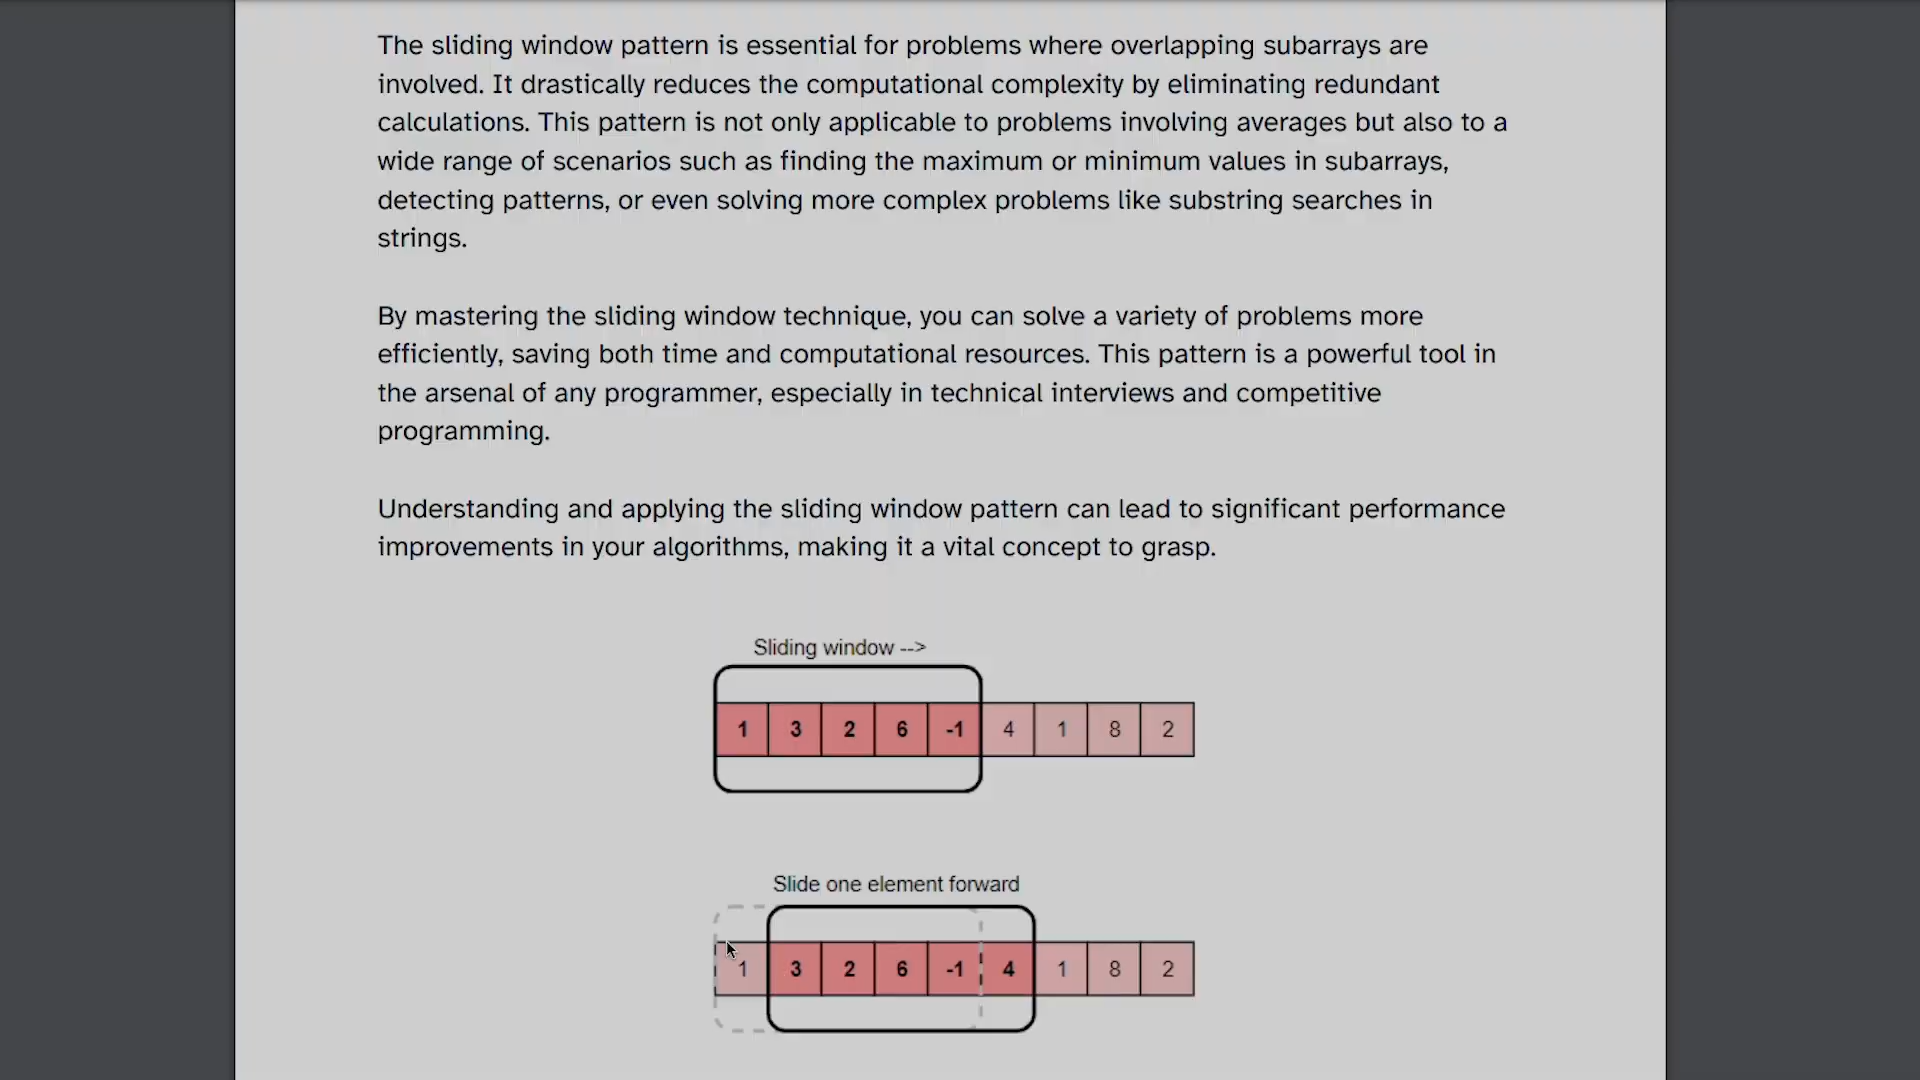 The sliding window pattern is essential for problems where overlapping subarrays are
involved. It drastically reduces the computational complexity by eliminating redundant
calculations. This pattern is not only applicable to problems involving averages but also to a
wide range of scenarios such as finding the maximum or minimum values in subarrays,
detecting patterns, or even solving more complex problems like substring searches in
strings.
By mastering the sliding window technique, you can solve a variety of problems more
efficiently, saving both time and computational resources. This pattern is a powerful tool in
the arsenal of any programmer, especially in technical interviews and competitive
programming.
Understanding and applying the sliding window pattern can lead to significant performance
improvements in your algorithms, making it a vital concept to grasp.
Sliding window -->
1 3 2 6 -1 4 1 8 2
Slide one element forward
1 3 2 6 -1 4 1 8 2